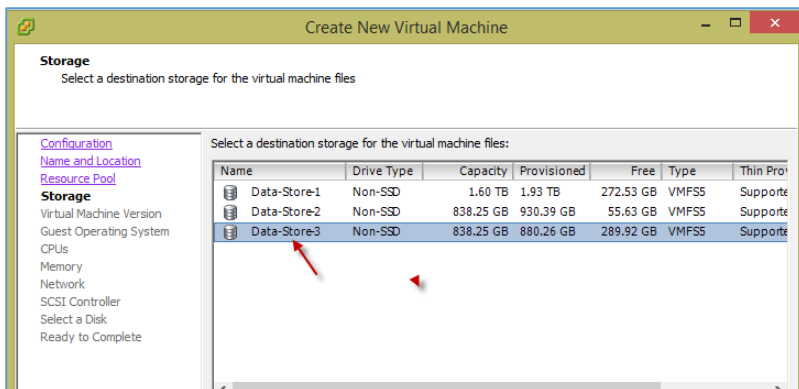 Create New Virtual Machine
Storage
Select a destination storage for the virtual machine files
Configuration
Name and Location
Resource Pool
Storage
Virtual Machine Version
Guest Operating System
CPUs
Memory
Network
SCSI Controller
Select a Disk
Ready to Complete
Select a destination storage for the virtual machine files:
Name Drive Type Capacity Provisioned Free Type Thin Prov
Data-Store-1 Non-SSD 1.60 TB 1.93 TB 272.53 GB VMFS5 Supporte
Data-Store-2 Non-SSD 838.25 GB 930.39 GB 55.63 GB VMFS5 Supporte
Data-Store-3 Non-SSD 838.25 GB 880.26 GB 289.92 GB VMFS5 Supporte